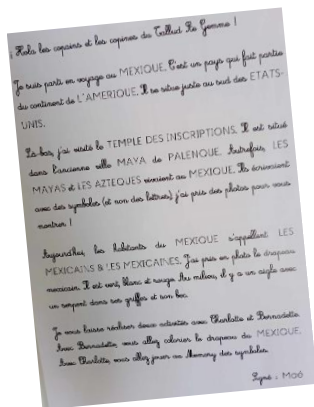 ¡ Hola les copains et les copines du Tallud Ste Gemme !
Je suis parti en voyage au MEXIQUE. C'est un pays qui fait partie
du continent de L'AMERIQUE. Il se situe juste au sud des ETATS-
UNIS.
Là-bas, j'ai visité le TEMPLE DES INSCRIPTIONS. Il est situé
dans l'ancienne ville MAYA de PALENQUE. Autrefois, LES
MAYAS et LES AZTEQUES vivaient au MEXIQUE. Ils écrivaient
avec des symboles (et non des lettres) j'ai pris des photos pour vous
montrer !
Aujourd'hui, les habitants du MEXIQUE s'appellent LES
MEXICAINS & LES MEXICAINES. J'ai pris en photo le drapeau
mexicain. Il est vert, blanc et rouge. Au milieu, il y a un aigle avec
un serpent dans ses griffes et son bec.
Je vous laisse réaliser deux activités avec Charlotte et Bernadette.
Avec Bernadette, vous allez colorier le drapeau du MEXIQUE.
Avec Charlotte, vous allez jouer au Memory des symboles.
Signé : MAO